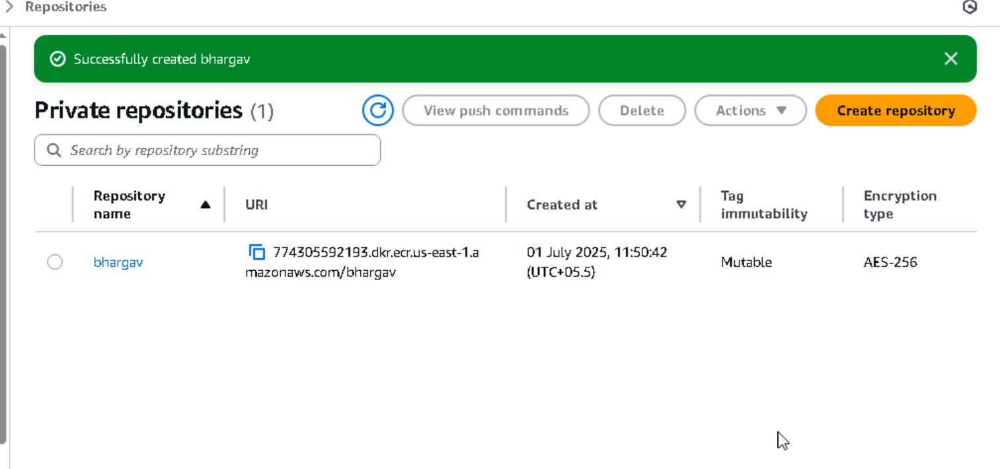 Repositories
Successfully created bhargav
Private repositories (1)
View push commands
Delete
Actions
Create repository
Search by repository substring
Repository name
URI
Created at
Tag immutability
Encryption type
bhargav
774305592193.dkr.ecr.us-east-1.a
mazonaws.com/bhargav
01 July 2025, 11:50:42
(UTC+05.5)
Mutable
AES-256